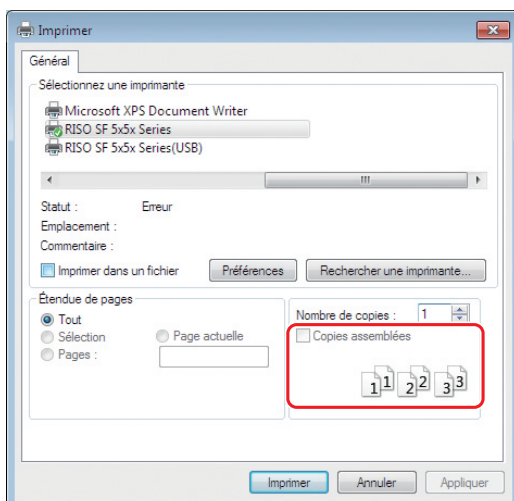 Imprimer
Général
Sélectionnez une imprimante
Microsoft XPS Document Writer
RISO SF 5x5x Series
RISO SF 5x5x Series(USB)
Statut : Erreur
Emplacement :
Commentaire :
Imprimer dans un fichier Préférences Rechercher une imprimante...
Étendue de pages
Tout
Sélection Page actuelle
Pages :
Nombre de copies : 1
Copies assemblées
1 1 2 2 3 3
Imprimer Annuler Appliquer